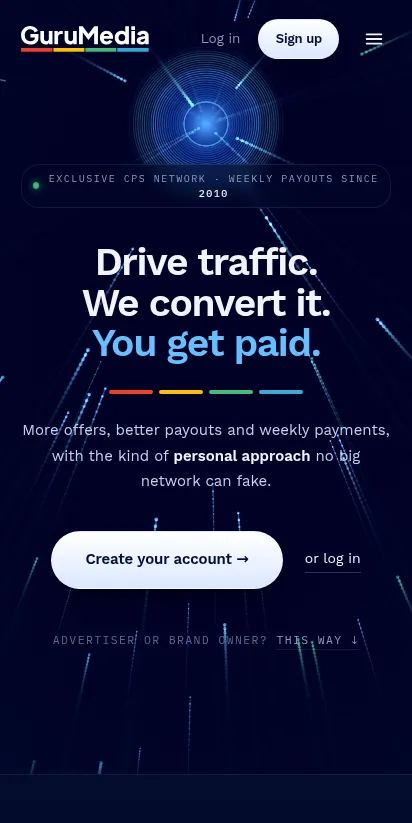 GuruMedia
Log in
Sign up
EXCLUSIVE CPS NETWORK · WEEKLY PAYOUTS SINCE
2010
Drive traffic.
We convert it.
You get paid.
More offers, better payouts and weekly payments,
with the kind of personal approach no big
network can fake.
Create your account →
or log in
ADVERTISER OR BRAND OWNER? THIS WAY ↓